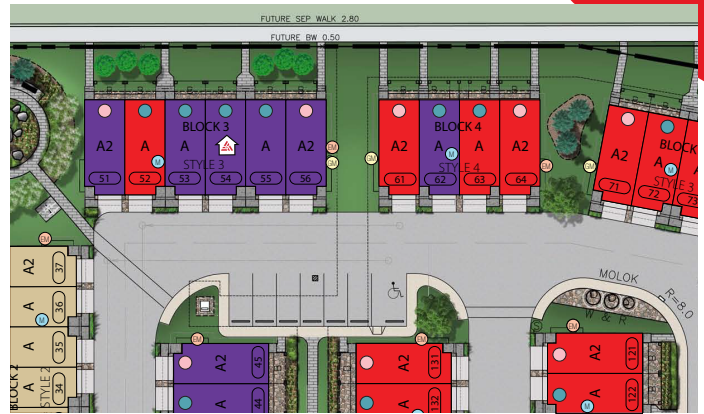 FUTURE SEP WALK 2.80
FUTURE BW 0.50
BLOCK 3
A2 A A A A A2
STYLE 3
51 52 53 54 55 56
M
EM
GM
BLOCK 4
A2 A A A2
STYLE 4
61 62 63 64
M
GM
EM
GM
BLOCK
A2 A
STYLE 3
71 72 73
M
EM
A2 37
A 36
M
A 35
A 34
BLOCK 2
STYLE 2
MOLOK
R=8.0
W & R
S
EM
A2 45
A 44
EM
A2 131
A 132
M
EM
A2 121
A 122
M